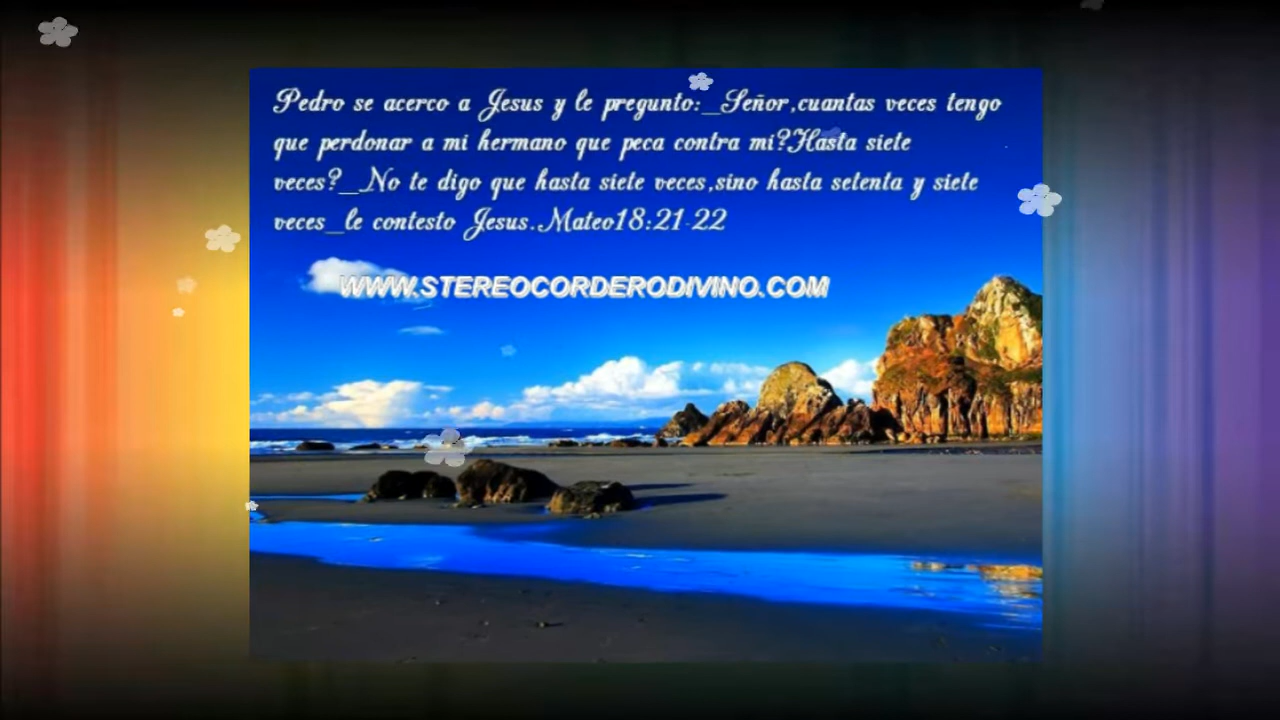 Pedro se acerco a Jesus y le pregunto:_Señor,cuantas veces tengo
que perdonar a mi hermano que peca contra mi?Hasta siete
veces?_No te digo que hasta siete veces,sino hasta setenta y siete
veces_le contesto Jesus.Mateo18:21-22
WWW.STEREOCORDERODIVINO.COM